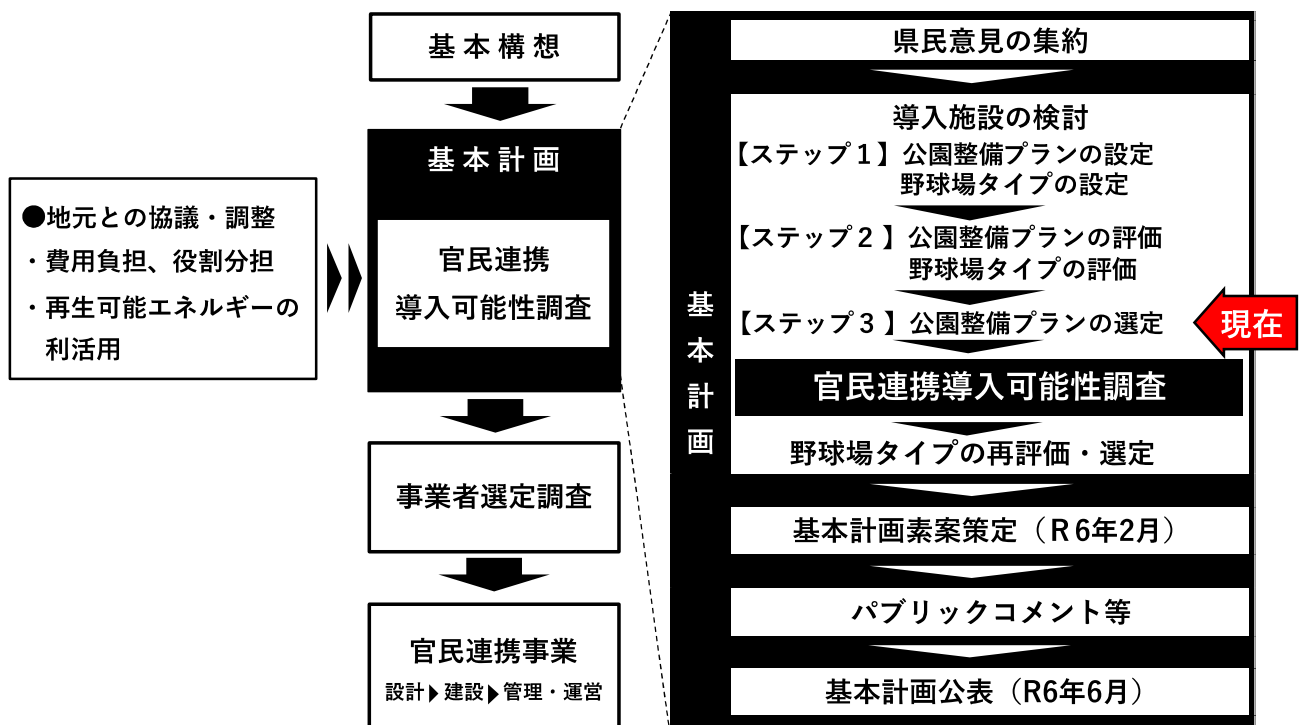 基本構想
基本計画
官民連携
導入可能性調査
●地元との協議・調整
・費用負担、役割分担
・再生可能エネルギーの
利活用
事業者選定調査
官民連携事業
設計▶建設▶管理・運営
基本計画
県民意見の集約
導入施設の検討
【ステップ1】公園整備プランの設定
野球場タイプの設定
【ステップ2】公園整備プランの評価
野球場タイプの評価
【ステップ3】公園整備プランの選定
現在
官民連携導入可能性調査
野球場タイプの再評価・選定
基本計画素案策定（R6年2月）
パブリックコメント等
基本計画公表（R6年6月）